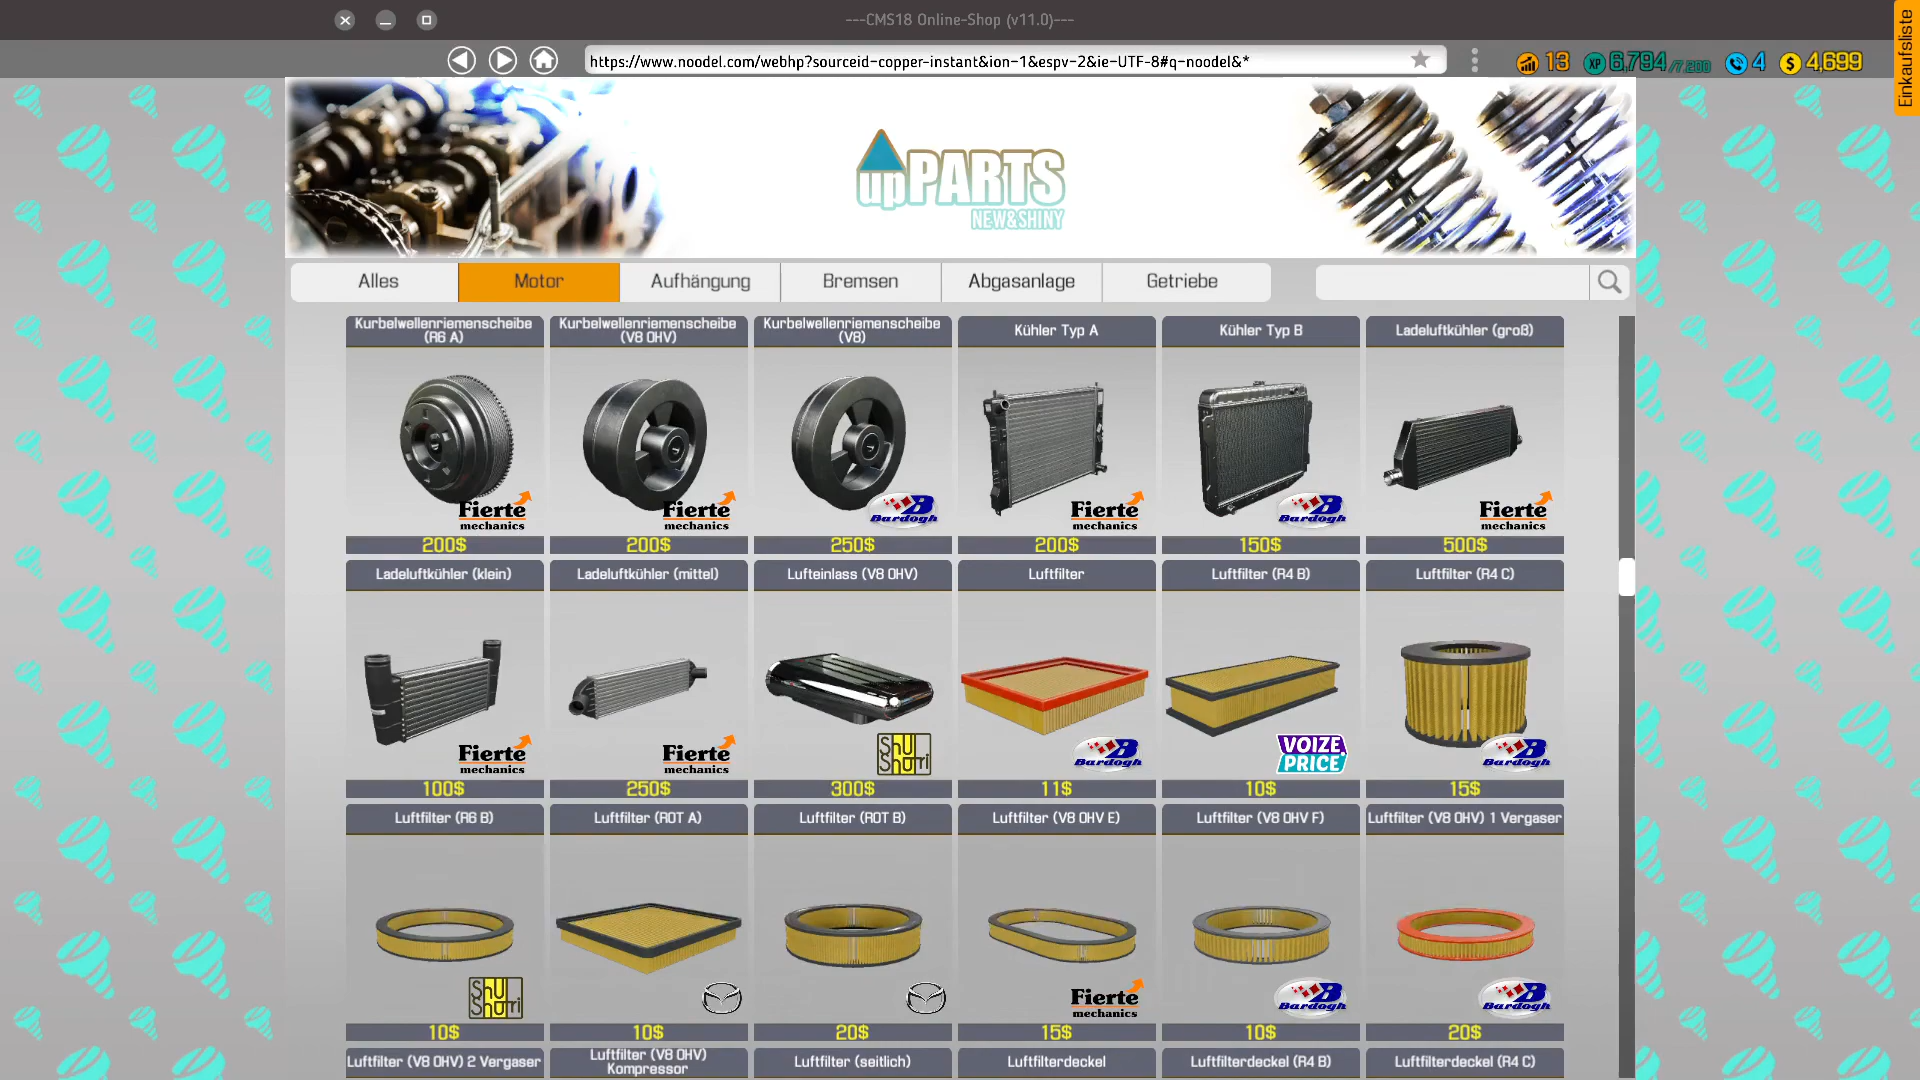 ---CMS18 Online-Shop (v11.0)---
https://www.noodel.com/webhp?sourceid-copper-instant&ion-1&espv-2&ie-UTF-8#q-noodel&*
13
XP 6,794/7.200
4
$ 4,699
Einkaufsliste
upPARTS
NEW&SHINY
Alles
Motor
Aufhängung
Bremsen
Abgasanlage
Getriebe
Kurbelwellenriemenscheibe (R6 A)
Kurbelwellenriemenscheibe (V8 OHV)
Kurbelwellenriemenscheibe (V8)
Kühler Typ A
Kühler Typ B
Ladeluftkühler (groß)
Fierte mechanics
Fierte mechanics
Bardogh
Fierte mechanics
Bardogh
Fierte mechanics
200$
200$
250$
200$
150$
500$
Ladeluftkühler (klein)
Ladeluftkühler (mittel)
Lufteinlass (V8 OHV)
Luftfilter
Luftfilter (R4 B)
Luftfilter (R4 C)
Fierte mechanics
Fierte mechanics
Shu Shurri
Bardogh
VOIZE PRICE
Bardogh
100$
250$
300$
11$
10$
15$
Luftfilter (R6 B)
Luftfilter (ROT A)
Luftfilter (ROT B)
Luftfilter (V8 OHV E)
Luftfilter (V8 OHV F)
Luftfilter (V8 OHV) 1 Vergaser
Shu Shurri
Fierte mechanics
Bardogh
Bardogh
10$
10$
20$
15$
10$
20$
Luftfilter (V8 OHV) 2 Vergaser
Luftfilter (V8 OHV) Kompressor
Luftfilter (seitlich)
Luftfilterdeckel
Luftfilterdeckel (R4 B)
Luftfilterdeckel (R4 C)